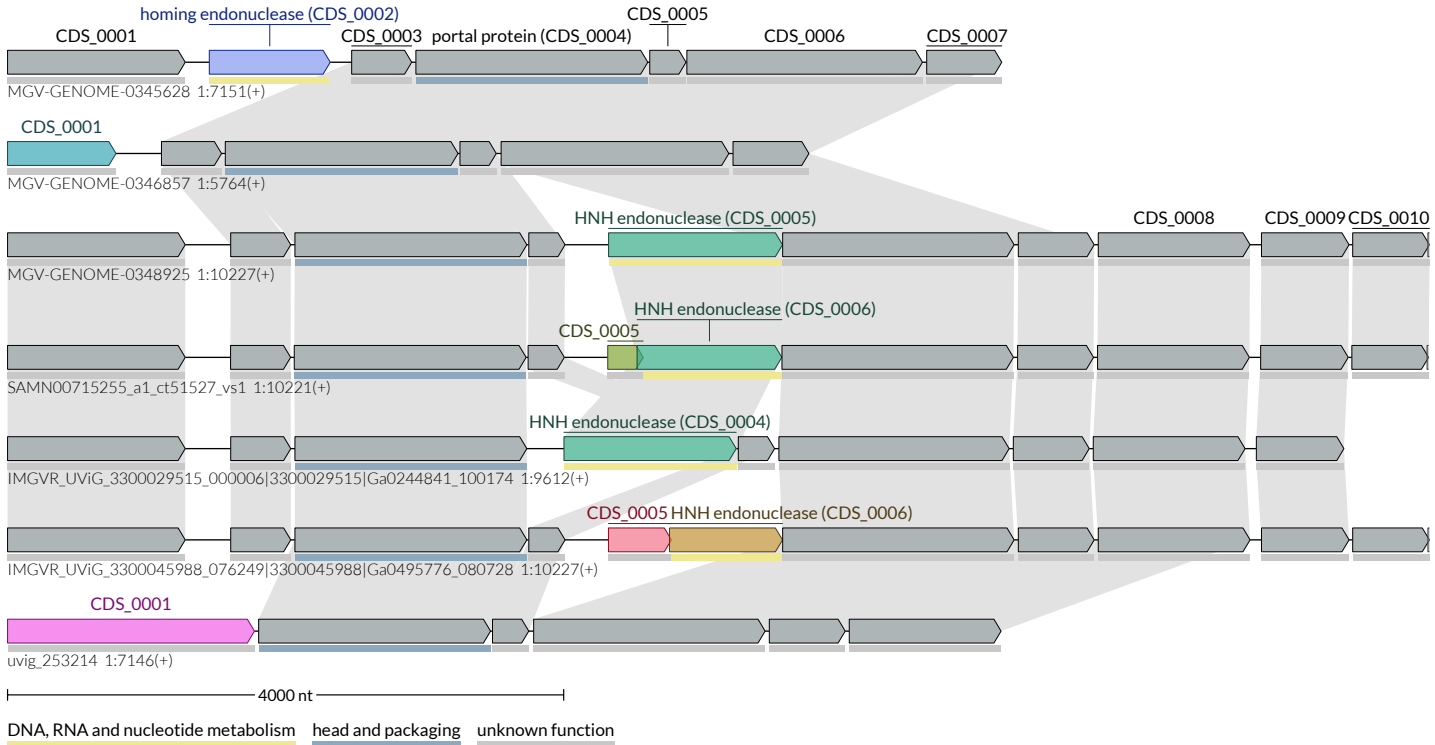 homing endonuclease (CDS_0002) CDS_0005
CDS_0001 CDS_0003 portal protein (CDS_0004) CDS_0006 CDS_0007
MGV-GENOME-0345628 1:7151(+)
CDS_0001
MGV-GENOME-0346857 1:5764(+)
HNH endonuclease (CDS_0005) CDS_0008 CDS_0009 CDS_0010
MGV-GENOME-0348925 1:10227(+)
HNH endonuclease (CDS_0006)
CDS_0005
SAMN00715255_a1_ct51527_vs1 1:10221(+)
HNH endonuclease (CDS_0004)
IMGVR_UViG_3300029515_000006|3300029515|Ga0244841_100174 1:9612(+)
CDS_0005 HNH endonuclease (CDS_0006)
IMGVR_UViG_3300045988_076249|3300045988|Ga0495776_080728 1:10227(+)
CDS_0001
uvig_253214 1:7146(+)
4000 nt
DNA, RNA and nucleotide metabolism head and packaging unknown function